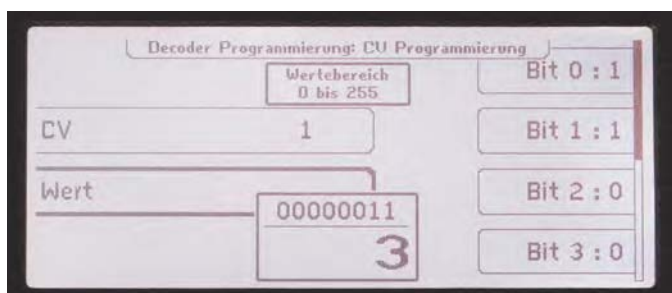 Decoder Programmierung: CV Programmierung
Wertebereich
0 bis 255
Bit 0 : 1
CV 1
Bit 1 : 1
Wert
00000011
3
Bit 2 : 0
Bit 3 : 0